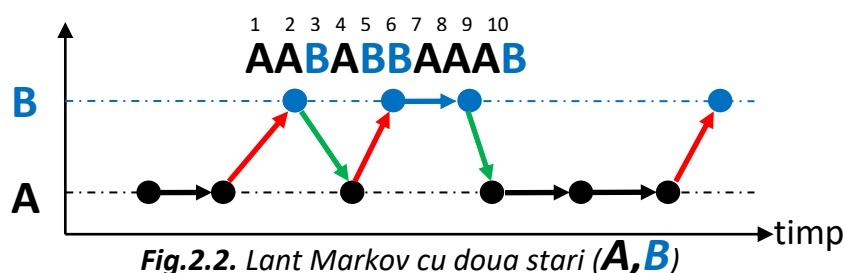 1 2 3 4 5 6 7 8 9 10
AABABBAAAB
B
A
timp
Fig.2.2. Lant Markov cu doua stari (A,B)